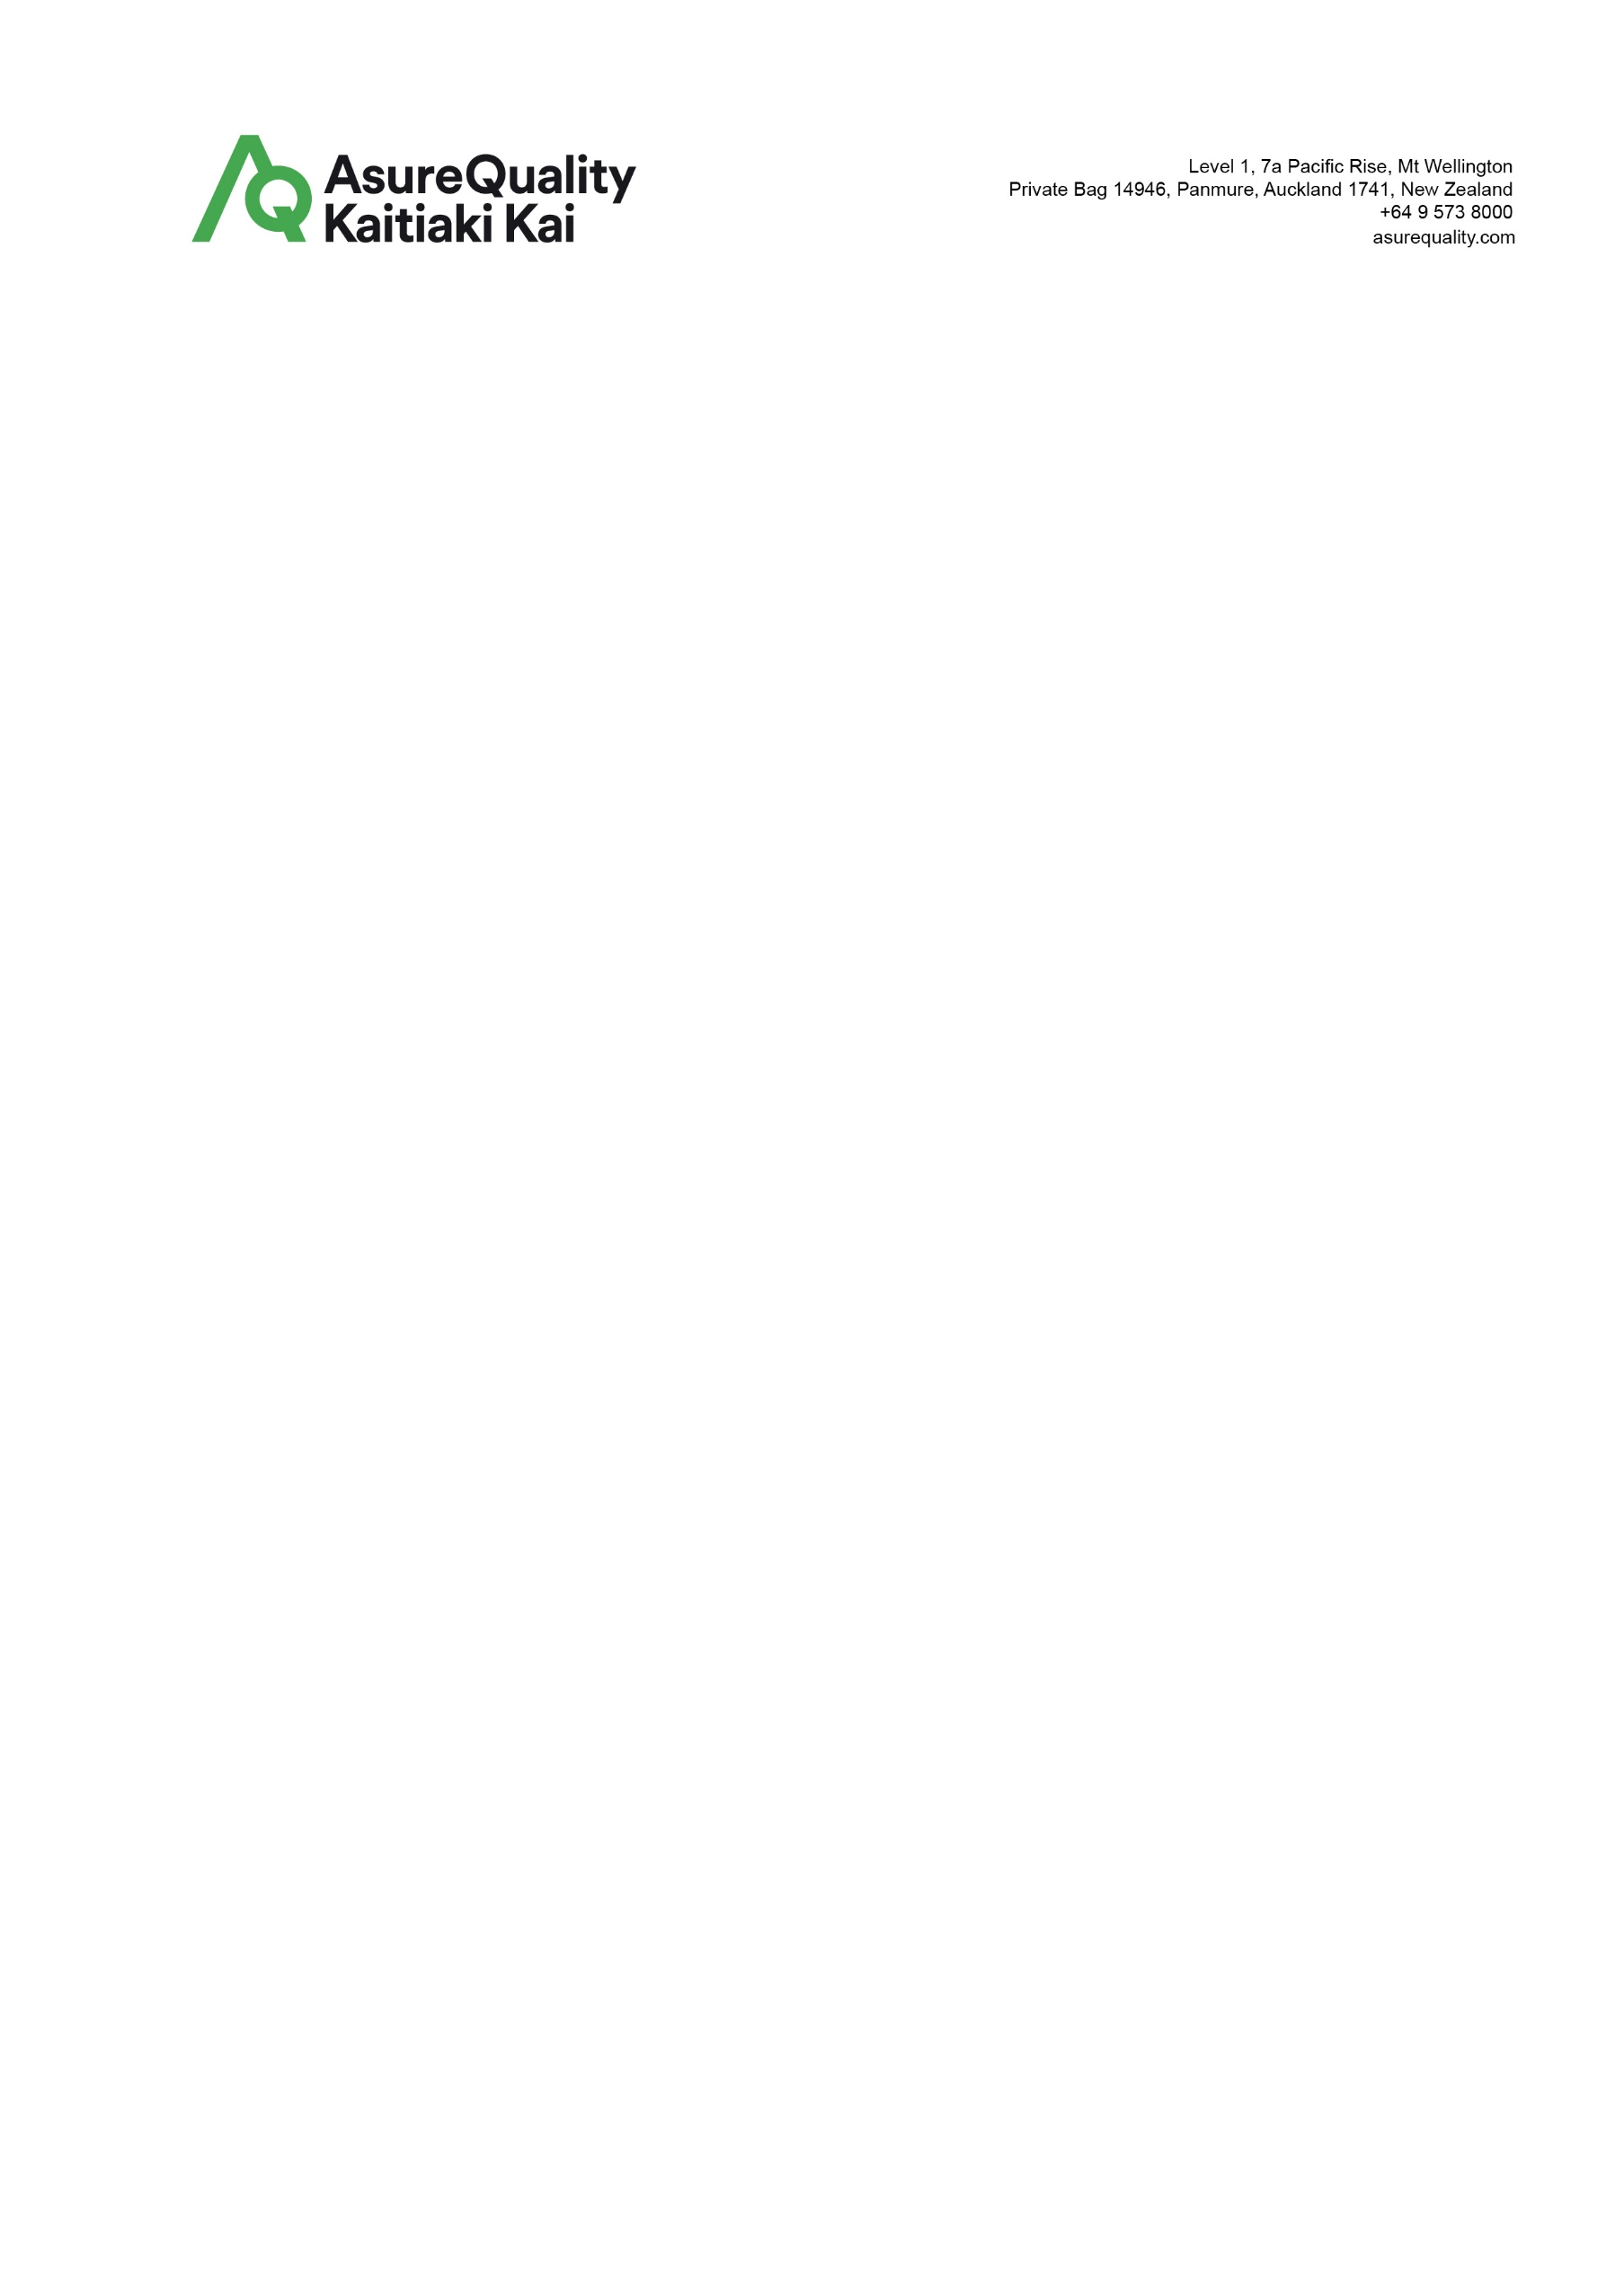 AsureQuality
Kaitiaki Kai
Level 1, 7a Pacific Rise, Mt Wellington
Private Bag 14946, Panmure, Auckland 1741, New Zealand
+64 9 573 8000
asurequality.com